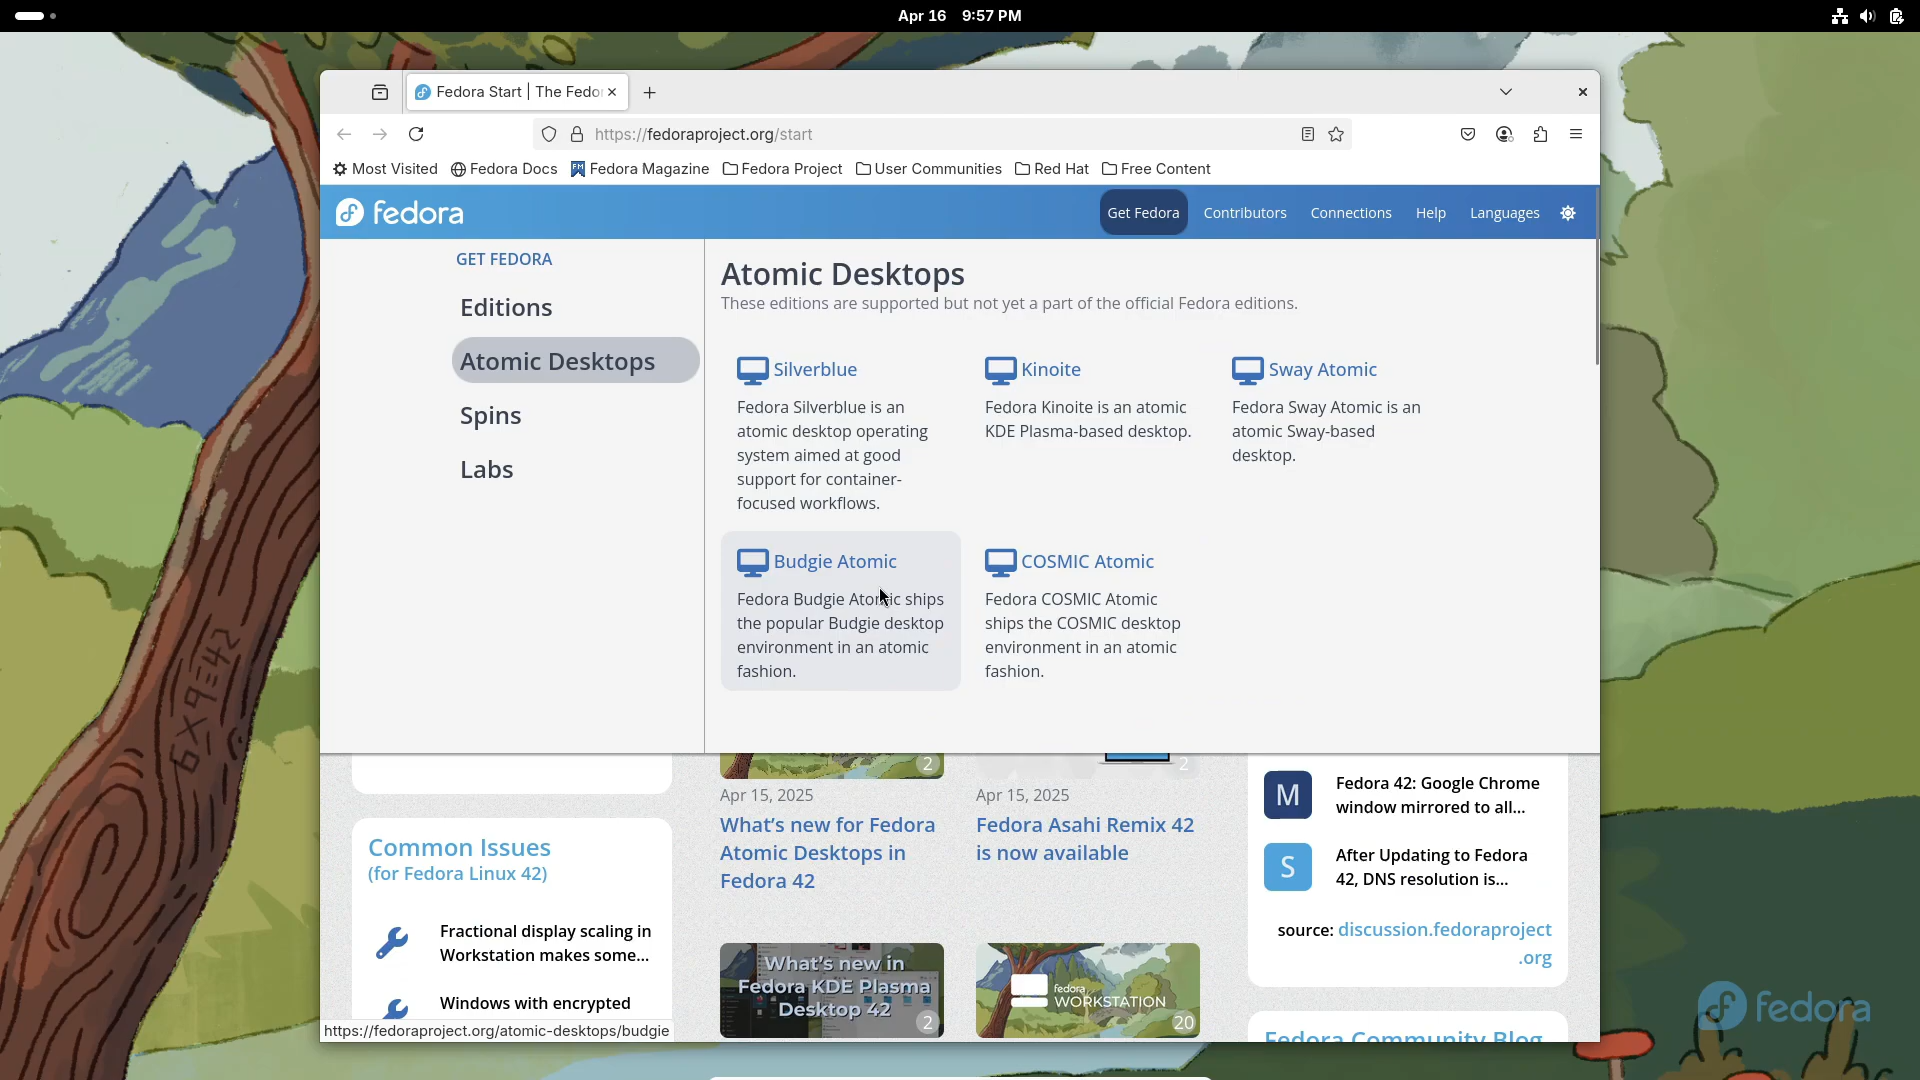 Apr 16 9:57 PM
Fedora Start | The Fedo
https://fedoraproject.org/start
Most Visited
Fedora Docs
Fedora Magazine
Fedora Project
User Communities
Red Hat
Free Content
fedora
Get Fedora
Contributors
Connections
Help
Languages
GET FEDORA
Editions
Atomic Desktops
Spins
Labs
Atomic Desktops
These editions are supported but not yet a part of the official Fedora editions.
Silverblue
Fedora Silverblue is an
atomic desktop operating
system aimed at good
support for container-
focused workflows.
Kinoite
Fedora Kinoite is an atomic
KDE Plasma-based desktop.
Sway Atomic
Fedora Sway Atomic is an
atomic Sway-based
desktop.
Budgie Atomic
Fedora Budgie Atomic ships
the popular Budgie desktop
environment in an atomic
fashion.
COSMIC Atomic
Fedora COSMIC Atomic
ships the COSMIC desktop
environment in an atomic
fashion.
Common Issues
(for Fedora Linux 42)
Fractional display scaling in
Workstation makes some...
Windows with encrypted
2
Apr 15, 2025
What's new for Fedora
Atomic Desktops in
Fedora 42
2
Apr 15, 2025
Fedora Asahi Remix 42
is now available
What's new in
Fedora KDE Plasma
Desktop 42
2
fedora
WORKSTATION
20
M
Fedora 42: Google Chrome
window mirrored to all...
S
After Updating to Fedora
42, DNS resolution is...
source: discussion.fedoraproject
.org
Fedora Community Blog
https://fedoraproject.org/atomic-desktops/budgie
6x9=42
fedora